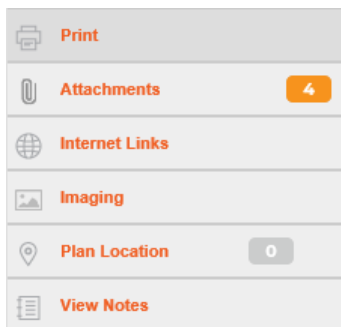 Print
Attachments 4
Internet Links
Imaging
Plan Location 0
View Notes